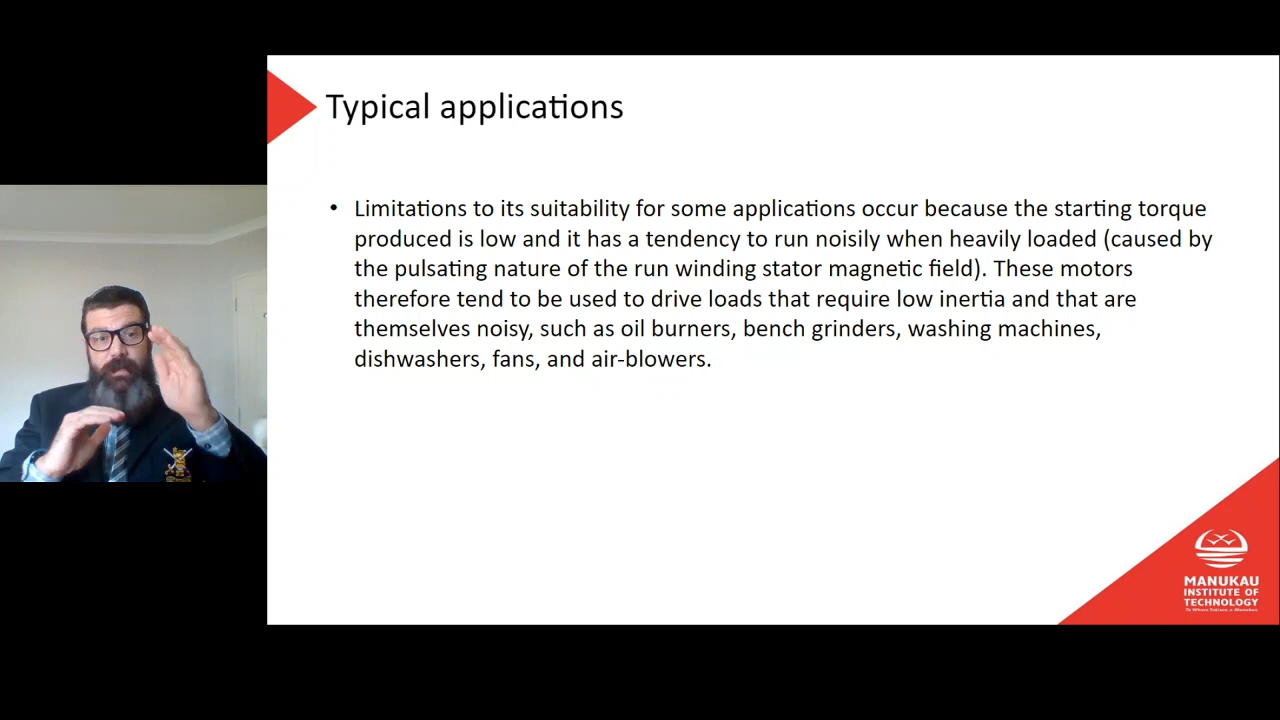 Typical applications
• Limitations to its suitability for some applications occur because the starting torque
produced is low and it has a tendency to run noisily when heavily loaded (caused by
the pulsating nature of the run winding stator magnetic field). These motors
therefore tend to be used to drive loads that require low inertia and that are
themselves noisy, such as oil burners, bench grinders, washing machines,
dishwashers, fans, and air-blowers.
MANUKAU
INSTITUTE OF
TECHNOLOGY